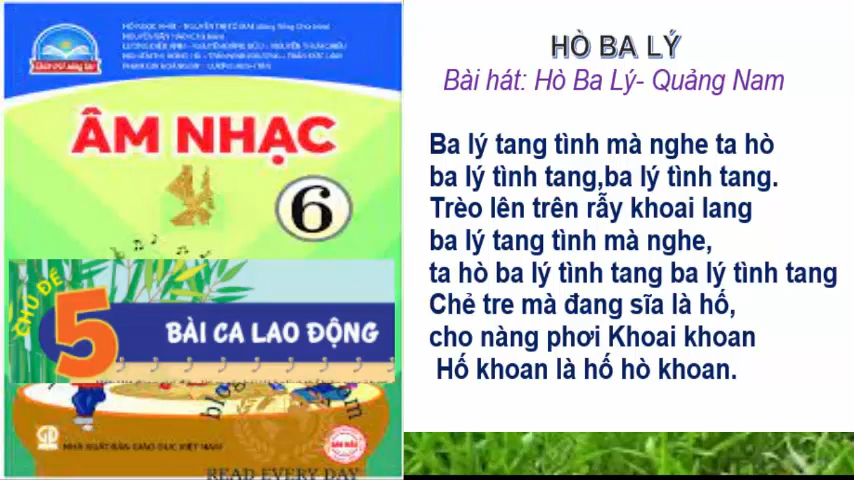 ÂM NHẠC
6
CHỦ ĐỀ
5
BÀI CA LAO ĐỘNG
NHÀ XUẤT BẢN GIÁO DỤC VIỆT NAM
READ EVERY DAY
HÒ BA LÝ
Bài hát: Hò Ba Lý- Quảng Nam
Ba lý tang tình mà nghe ta hò
ba lý tình tang,ba lý tình tang.
Trèo lên trên rẫy khoai lang
ba lý tang tình mà nghe,
ta hò ba lý tình tang ba lý tình tang
Chẻ tre mà đang sĩa là hố,
cho nàng phơi Khoai khoan
Hố khoan là hố hò khoan.